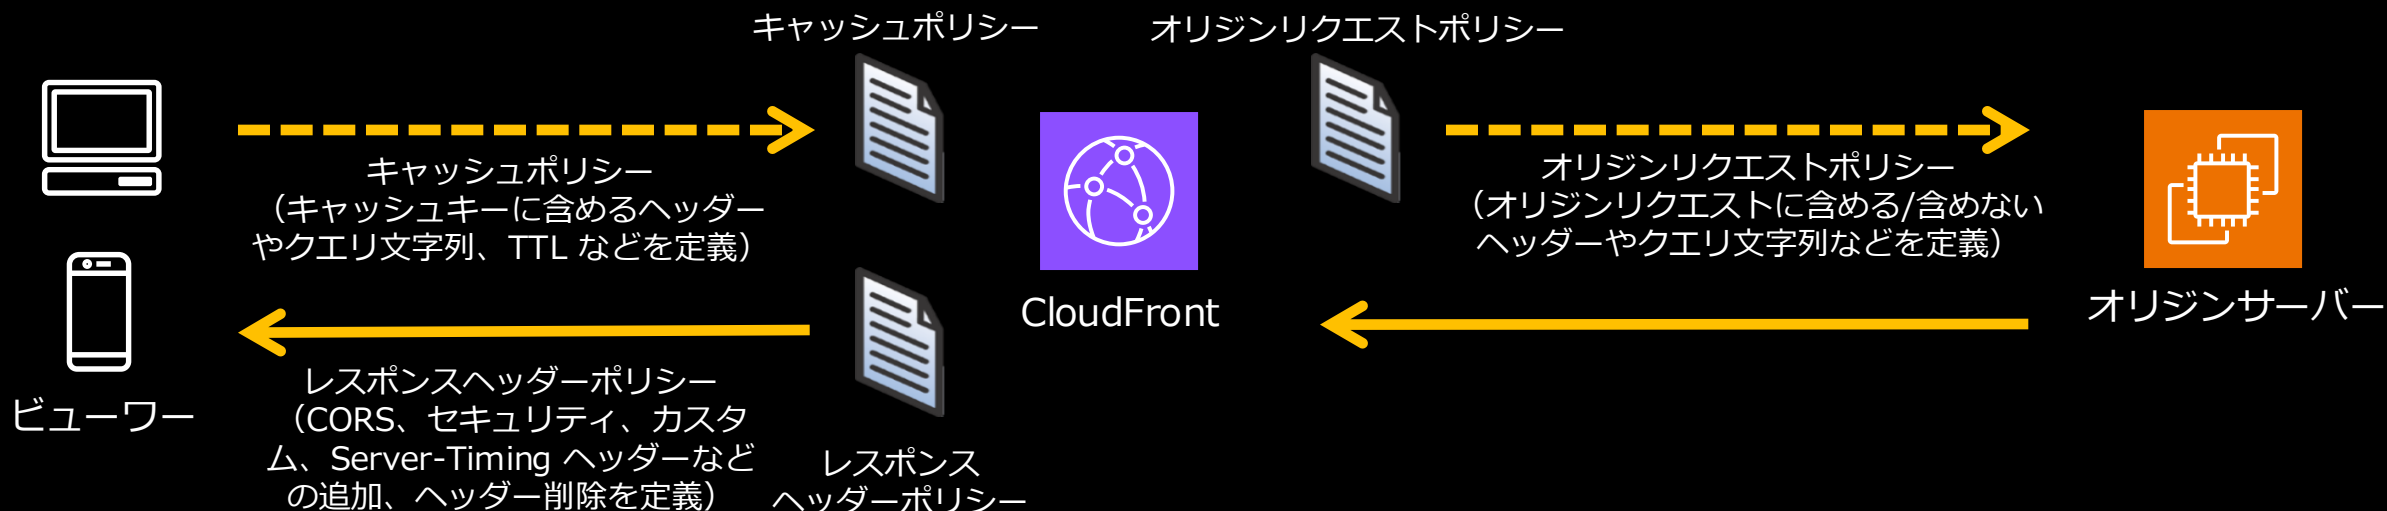 キャッシュポリシー
オリジンリクエストポリシー
キャッシュポリシー
（キャッシュキーに含めるヘッダー
やクエリ文字列、TTL などを定義）
オリジンリクエストポリシー
（オリジンリクエストに含める/含めない
ヘッダーやクエリ文字列などを定義）
CloudFront
オリジンサーバー
ビューワー
レスポンスヘッダーポリシー
（CORS、セキュリティ、カスタ
ム、Server-Timing ヘッダーなど
の追加、ヘッダー削除を定義）
レスポンス
ヘッダーポリシー